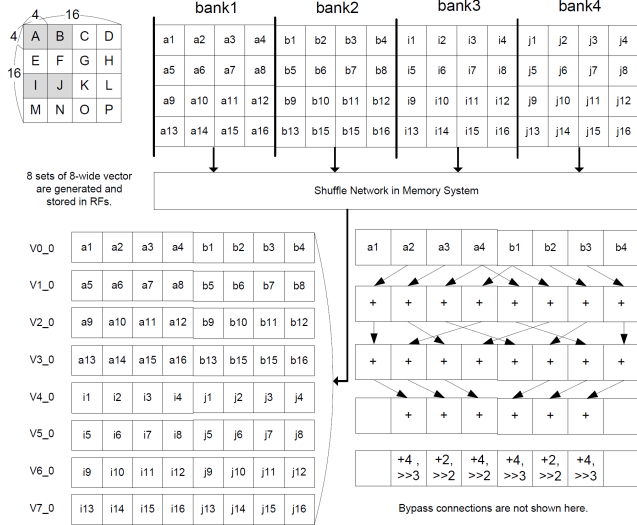 4 16
4 A B C D
16 E F G H
I J K L
M N O P
bank1 bank2 bank3 bank4
a1 a2 a3 a4 b1 b2 b3 b4 i1 i2 i3 i4 j1 j2 j3 j4
a5 a6 a7 a8 b5 b6 b7 b8 i5 i6 i7 i8 j5 j6 j7 j8
a9 a10 a11 a12 b9 b10 b11 b12 i9 i10 i11 i12 j9 j10 j11 j12
a13 a14 a15 a16 b13 b15 b15 b16 i13 i14 i15 i16 j13 j14 j15 j16
8 sets of 8-wide vector
are generated and
stored in RFs.
Shuffle Network in Memory System
V0_0 a1 a2 a3 a4 b1 b2 b3 b4
V1_0 a5 a6 a7 a8 b5 b6 b7 b8
V2_0 a9 a10 a11 a12 b9 b10 b11 b12
V3_0 a13 a14 a15 a16 b13 b15 b15 b16
V4_0 i1 i2 i3 i4 j1 j2 j3 j4
V5_0 i5 i6 i7 i8 j5 j6 j7 j8
V6_0 i9 i10 i11 i12 j9 j10 j11 j12
V7_0 i13 i14 i15 i16 j13 j14 j15 j16
a1 a2 a3 a4 b1 b2 b3 b4
+ + + + + + + +
+ + + + + + + +
+ + + + + +
+4, +2, +4, +4, +2, +4,
>>3 >>2 >>2 >>3 >>2 >>3
Bypass connections are not shown here.